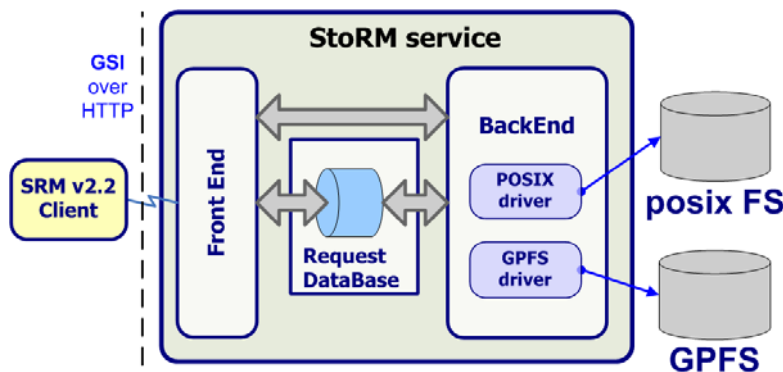 StoRM service
GSI
over
HTTP
SRM v2.2
Client
Front End
Request
DataBase
BackEnd
POSIX
driver
GPFS
driver
posix FS
GPFS